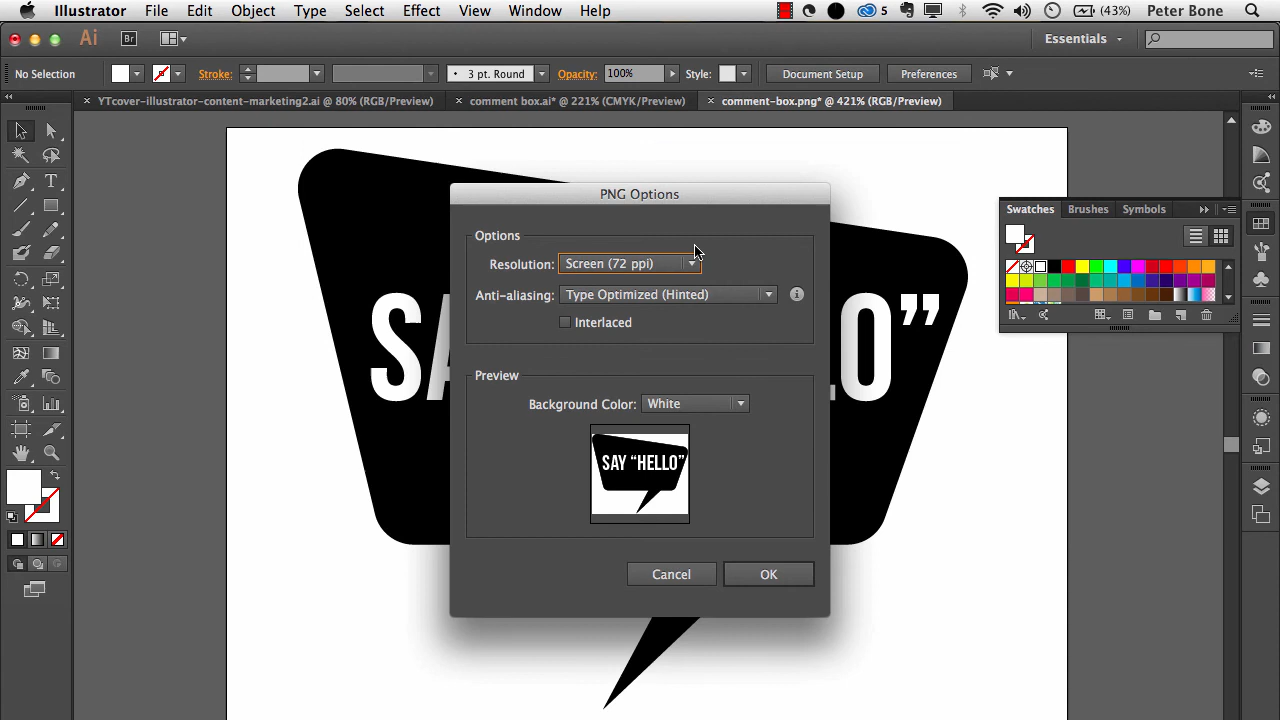 Illustrator File Edit Object Type Select Effect View Window Help 5 (43%) Peter Bone
Ai Br Essentials
No Selection Stroke: 3 pt. Round Opacity: 100% Style: Document Setup Preferences
YTcover-illustrator-content-marketing2.ai @ 80% (RGB/Preview) comment box.ai* @ 221% (CMYK/Preview) comment-box.png* @ 421% (RGB/Preview)
PNG Options
Swatches Brushes Symbols
Options
Resolution: Screen (72 ppi)
Anti-aliasing: Type Optimized (Hinted)
Interlaced
Preview
Background Color: White
SAY “HELLO”
Cancel OK